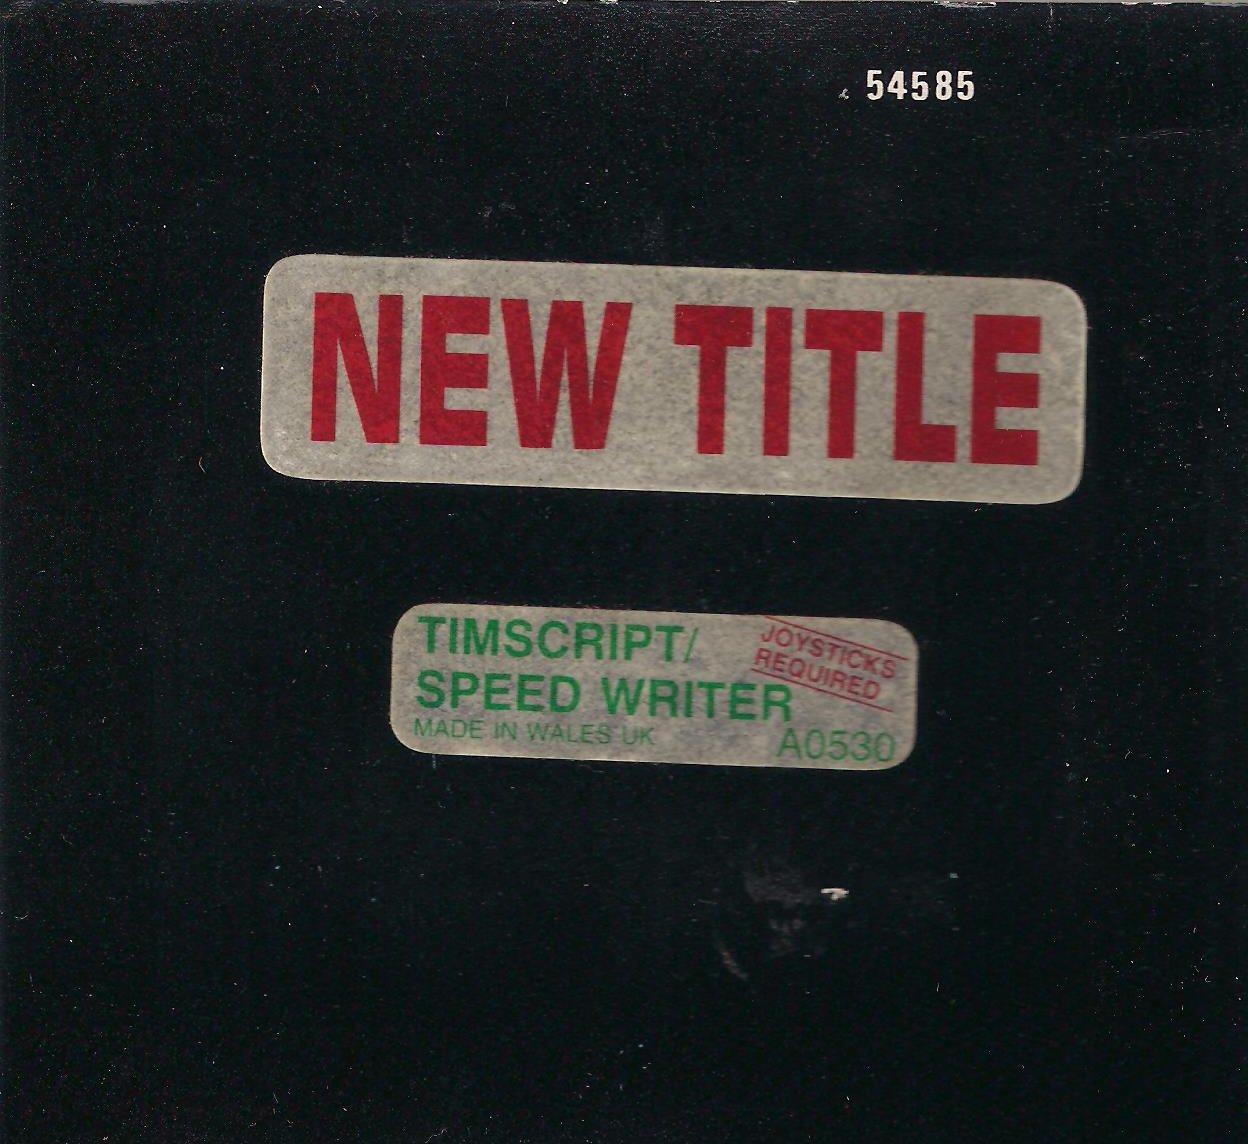 54585
NEW TITLE
TIMSCRIPT/
JOYSTICKS
REQUIRED
SPEED WRITER
MADE IN WALES UK
A0530